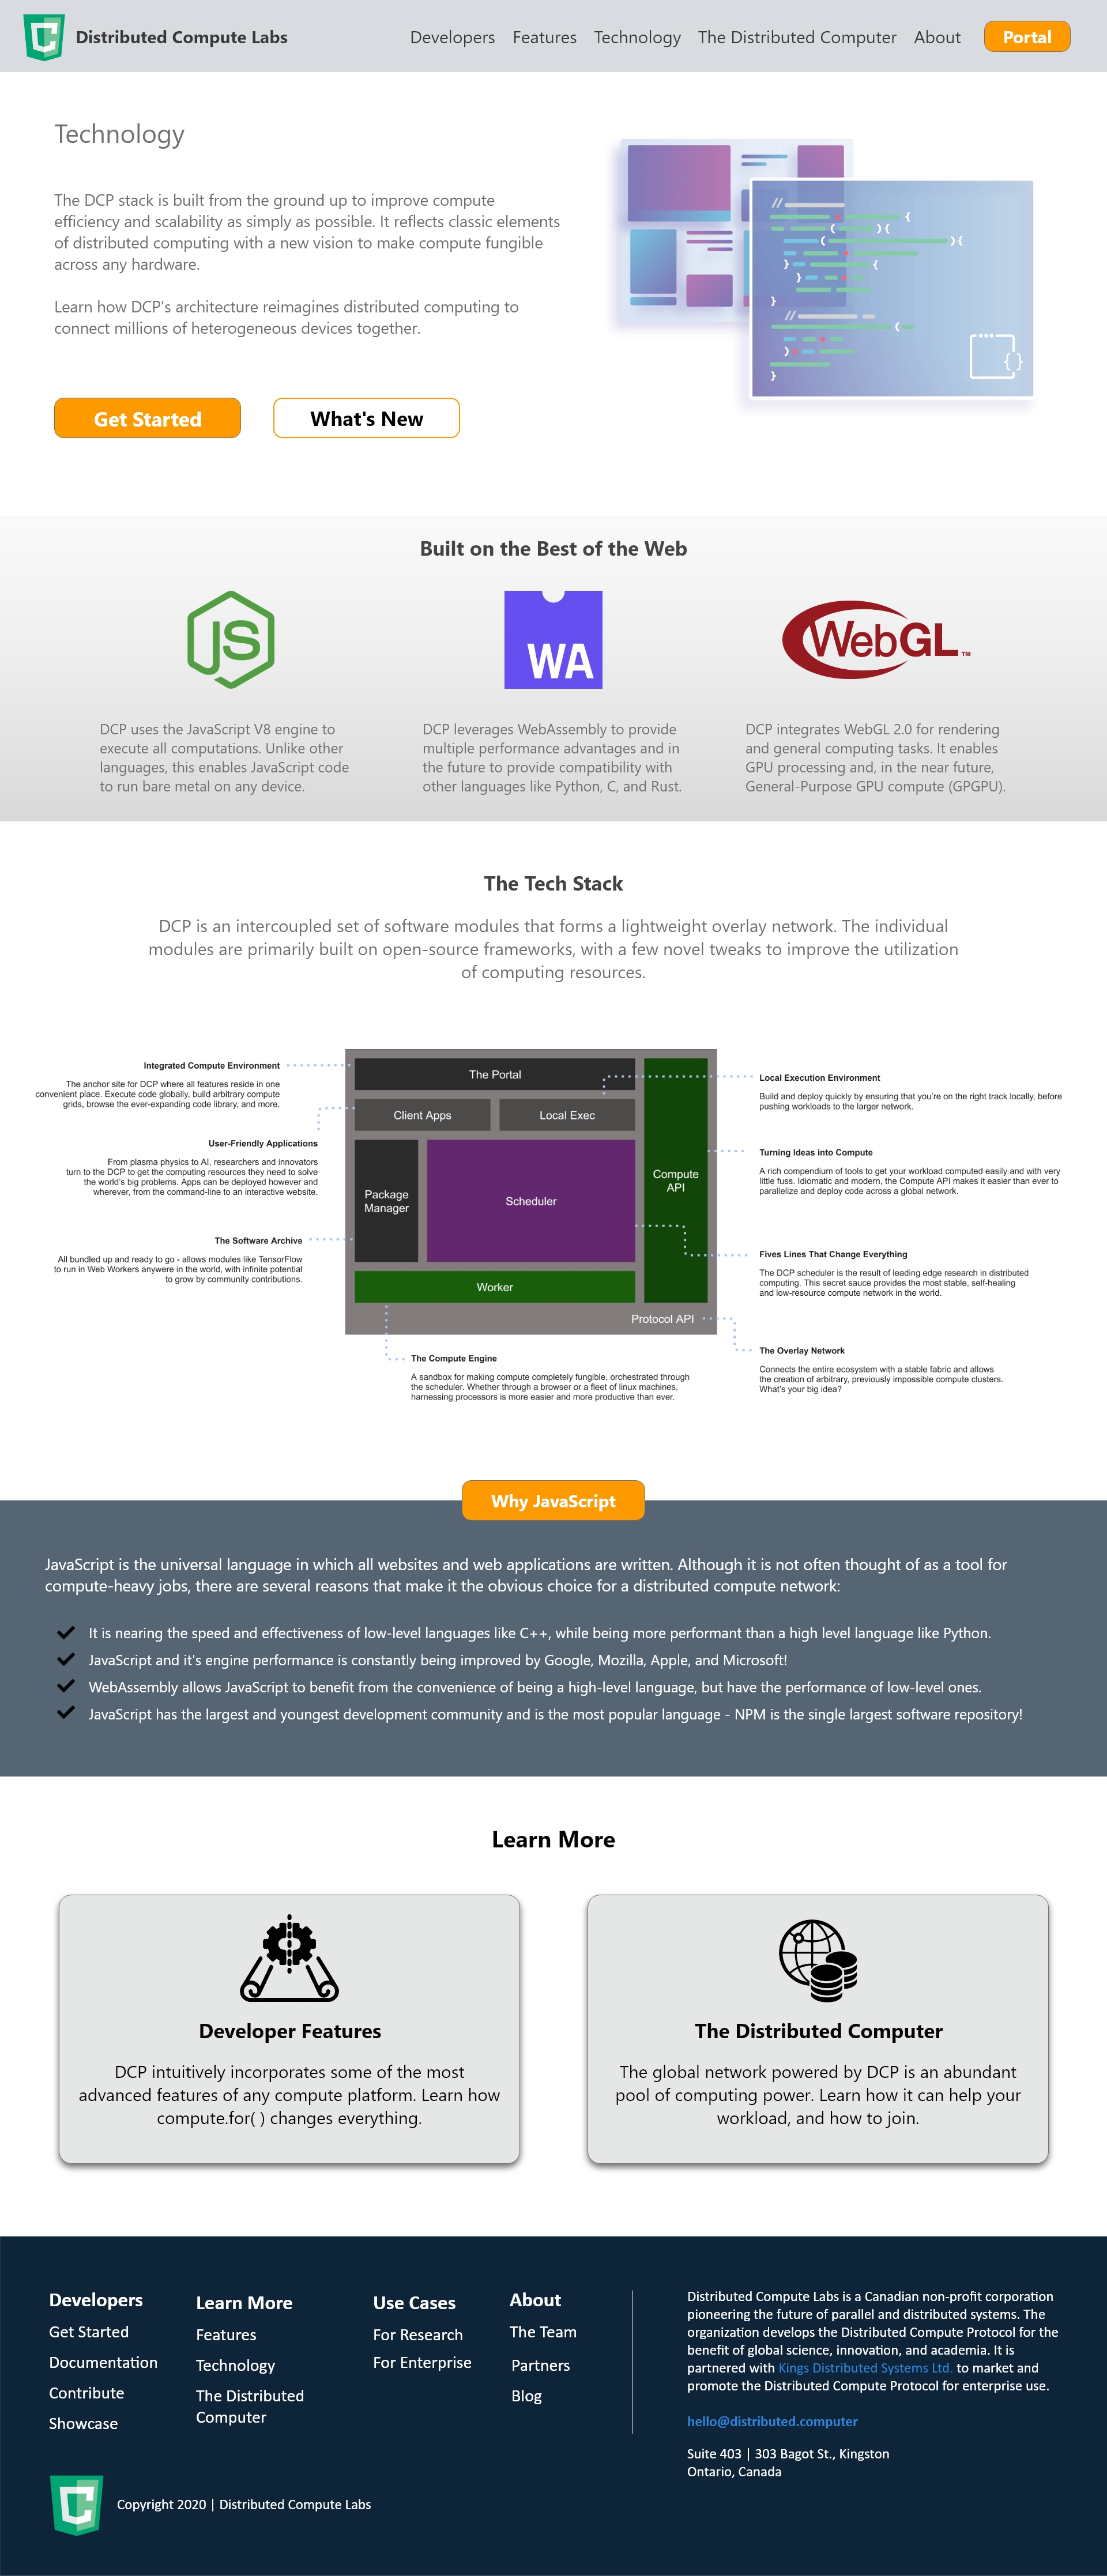 Distributed Compute Labs
Developers Features Technology The Distributed Computer About Portal
Technology
The DCP stack is built from the ground up to improve compute
efficiency and scalability as simply as possible. It reflects classic elements
of distributed computing with a new vision to make compute fungible
across any hardware.
Learn how DCP's architecture reimagines distributed computing to
connect millions of heterogeneous devices together.
Get Started
What's New
Built on the Best of the Web
JS
WA
WebGL™
DCP uses the JavaScript V8 engine to
execute all computations. Unlike other
languages, this enables JavaScript code
to run bare metal on any device.
DCP leverages WebAssembly to provide
multiple performance advantages and in
the future to provide compatibility with
other languages like Python, C, and Rust.
DCP integrates WebGL 2.0 for rendering
and general computing tasks. It enables
GPU processing and, in the near future,
General-Purpose GPU compute (GPGPU).
The Tech Stack
DCP is an intercoupled set of software modules that forms a lightweight overlay network. The individual
modules are primarily built on open-source frameworks, with a few novel tweaks to improve the utilization
of computing resources.
Integrated Compute Environment
The anchor site for DCP where all features reside in one
convenient place. Execute code globally, build arbitrary compute
grids, browse the ever-expanding code library, and more.
User-Friendly Applications
From plasma physics to AI, researchers and innovators
turn to the DCP to get the computing resources they need to solve
the world's big problems. Apps can be deployed however and
wherever, from the command-line to an interactive website.
The Software Archive
All bundled up and ready to go - allows modules like TensorFlow
to run in Web Workers anywere in the world, with infinite potential
to grow by community contributions.
The Portal
Client Apps
Local Exec
Package
Manager
Scheduler
Compute
API
Worker
Protocol API
The Compute Engine
A sandbox for making compute completely fungible, orchestrated through
the scheduler. Whether through a browser or a fleet of linux machines,
harnessing processors is more easier and more productive than ever.
Local Execution Environment
Build and deploy quickly by ensuring that you're on the right track locally, before
pushing workloads to the larger network.
Turning Ideas into Compute
A rich compendium of tools to get your workload computed easily and with very
little fuss. Idiomatic and modern, the Compute API makes it easier than ever to
parallelize and deploy code across a global network.
Fives Lines That Change Everything
The DCP scheduler is the result of leading edge research in distributed
computing. This secret sauce provides the most stable, self-healing
and low-resource compute network in the world.
The Overlay Network
Connects the entire ecosystem with a stable fabric and allows
the creation of arbitrary, previously impossible compute clusters.
What's your big idea?
Why JavaScript
JavaScript is the universal language in which all websites and web applications are written. Although it is not often thought of as a tool for
compute-heavy jobs, there are several reasons that make it the obvious choice for a distributed compute network:
It is nearing the speed and effectiveness of low-level languages like C++, while being more performant than a high level language like Python.
JavaScript and it's engine performance is constantly being improved by Google, Mozilla, Apple, and Microsoft!
WebAssembly allows JavaScript to benefit from the convenience of being a high-level language, but have the performance of low-level ones.
JavaScript has the largest and youngest development community and is the most popular language - NPM is the single largest software repository!
Learn More
Developer Features
DCP intuitively incorporates some of the most
advanced features of any compute platform. Learn how
compute.for( ) changes everything.
The Distributed Computer
The global network powered by DCP is an abundant
pool of computing power. Learn how it can help your
workload, and how to join.
Developers
Get Started
Documentation
Contribute
Showcase
Learn More
Features
Technology
The Distributed
Computer
Use Cases
For Research
For Enterprise
About
The Team
Partners
Blog
Distributed Compute Labs is a Canadian non-profit corporation
pioneering the future of parallel and distributed systems. The
organization develops the Distributed Compute Protocol for the
benefit of global science, innovation, and academia. It is
partnered with Kings Distributed Systems Ltd. to market and
promote the Distributed Compute Protocol for enterprise use.
hello@distributed.computer
Suite 403 | 303 Bagot St., Kingston
Ontario, Canada
Copyright 2020 | Distributed Compute Labs